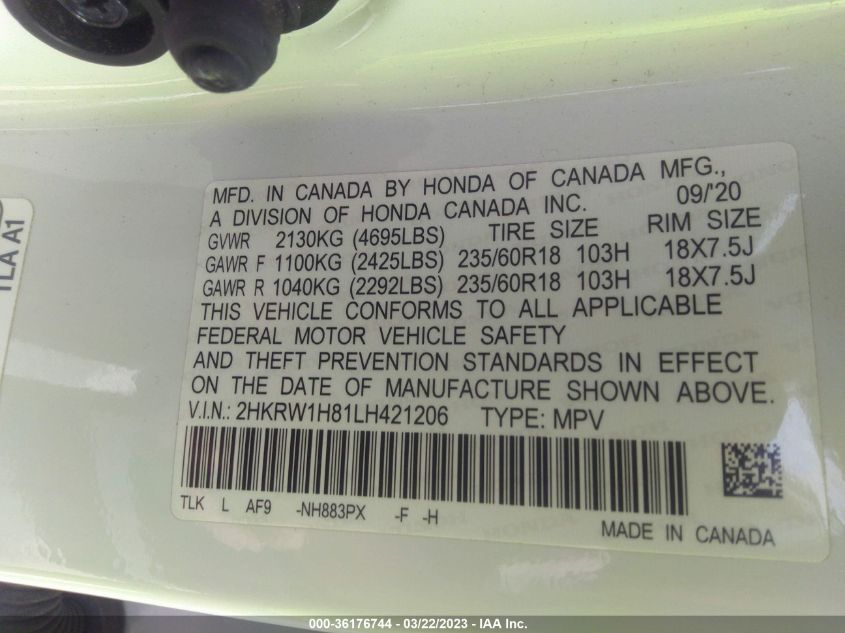 TLA A1
MFD. IN CANADA BY HONDA OF CANADA MFG.,
A DIVISION OF HONDA CANADA INC. 09/'20
GVWR 2130KG (4695LBS) TIRE SIZE RIM SIZE
GAWR F 1100KG (2425LBS) 235/60R18 103H 18X7.5J
GAWR R 1040KG (2292LBS) 235/60R18 103H 18X7.5J
THIS VEHICLE CONFORMS TO ALL APPLICABLE
FEDERAL MOTOR VEHICLE SAFETY
AND THEFT PREVENTION STANDARDS IN EFFECT
ON THE DATE OF MANUFACTURE SHOWN ABOVE.
V.I.N.: 2HKRW1H81LH421206 TYPE: MPV
TLK L AF9 -NH883PX -F -H
MADE IN CANADA
000-36176744 - 03/22/2023 - IAA Inc.